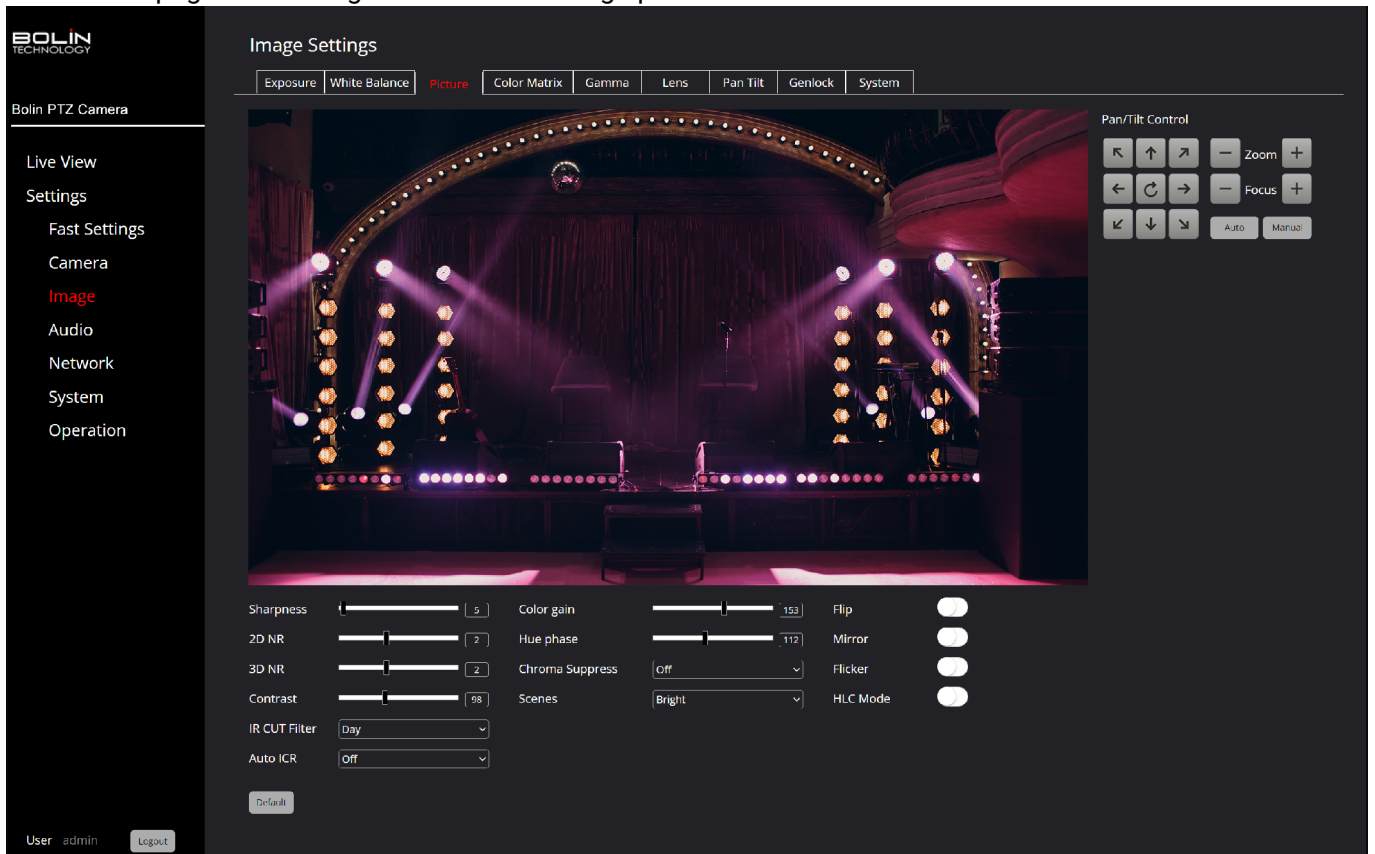 BOLIN
TECHNOLOGY
Bolin PTZ Camera
Live View
Settings
Fast Settings
Camera
Image
Audio
Network
System
Operation
User admin Logout
Image Settings
Exposure White Balance Picture Color Matrix Gamma Lens Pan Tilt Genlock System
Pan/Tilt Control
Zoom
Focus
Auto Manual
Sharpness 5 Color gain 153 Flip
2D NR 2 Hue phase 112 Mirror
3D NR 2 Chroma Suppress Off Flicker
Contrast 98 Scenes Bright HLC Mode
IR CUT Filter Day
Auto ICR Off
Default